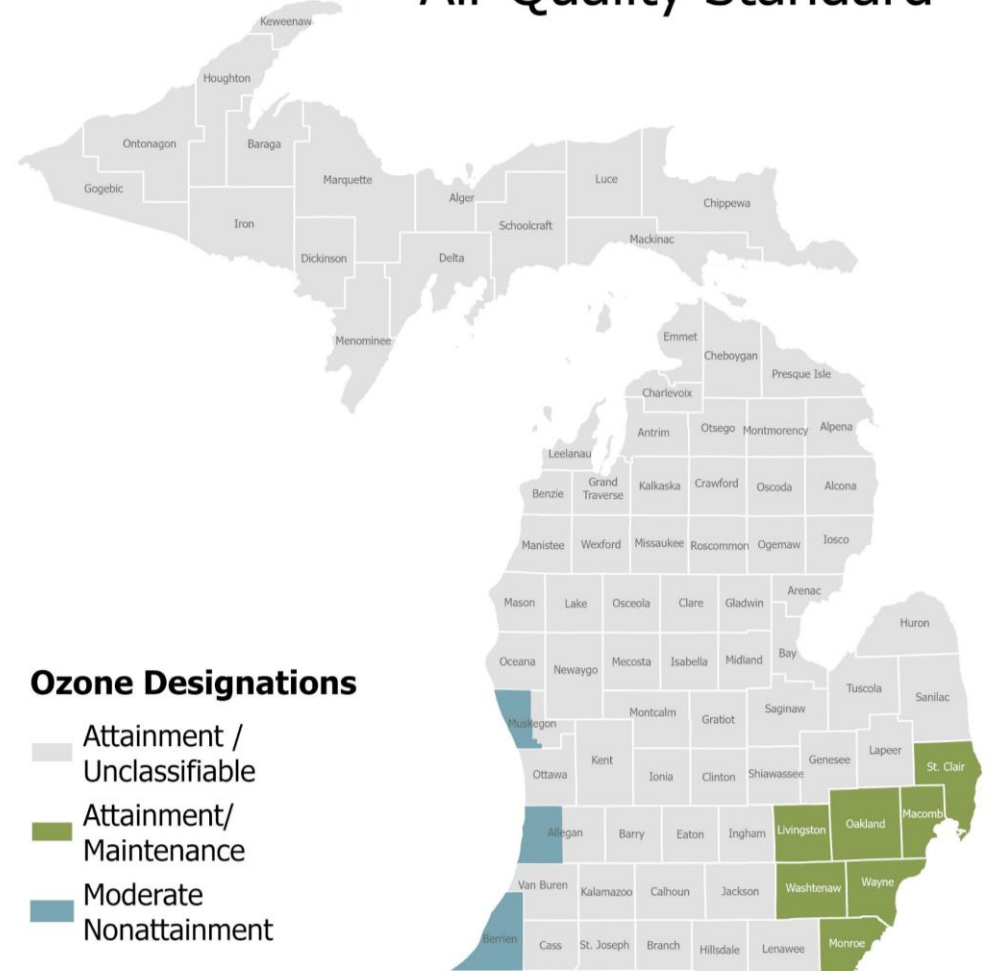 Air Quality Standard
Keweenaw
Houghton
Ontonagon
Baraga
Marquette
Gogebic
Alger
Luce
Chippewa
Iron
Schoolcraft
Mackinac
Dickinson
Delta
Menominee
Emmet
Cheboygan
Presque Isle
Charlevoix
Antrim
Otsego
Montmorency
Alpena
Leelanau
Benzie
Grand
Traverse
Kalkaska
Crawford
Oscoda
Alcona
Manistee
Wexford
Missaukee
Roscommon
Ogemaw
Iosco
Mason
Lake
Osceola
Clare
Gladwin
Arenac
Huron
Oceana
Newaygo
Mecosta
Isabella
Midland
Bay
Tuscola
Sanilac
Muskegon
Montcalm
Gratiot
Saginaw
Ottawa
Kent
Ionia
Clinton
Shiawassee
Genesee
Lapeer
St. Clair
Allegan
Barry
Eaton
Ingham
Livingston
Oakland
Macomb
Van Buren
Kalamazoo
Calhoun
Jackson
Washtenaw
Wayne
Berrien
Cass
St. Joseph
Branch
Hillsdale
Lenawee
Monroe
Ozone Designations
Attainment /
Unclassifiable
Attainment/
Maintenance
Moderate
Nonattainment